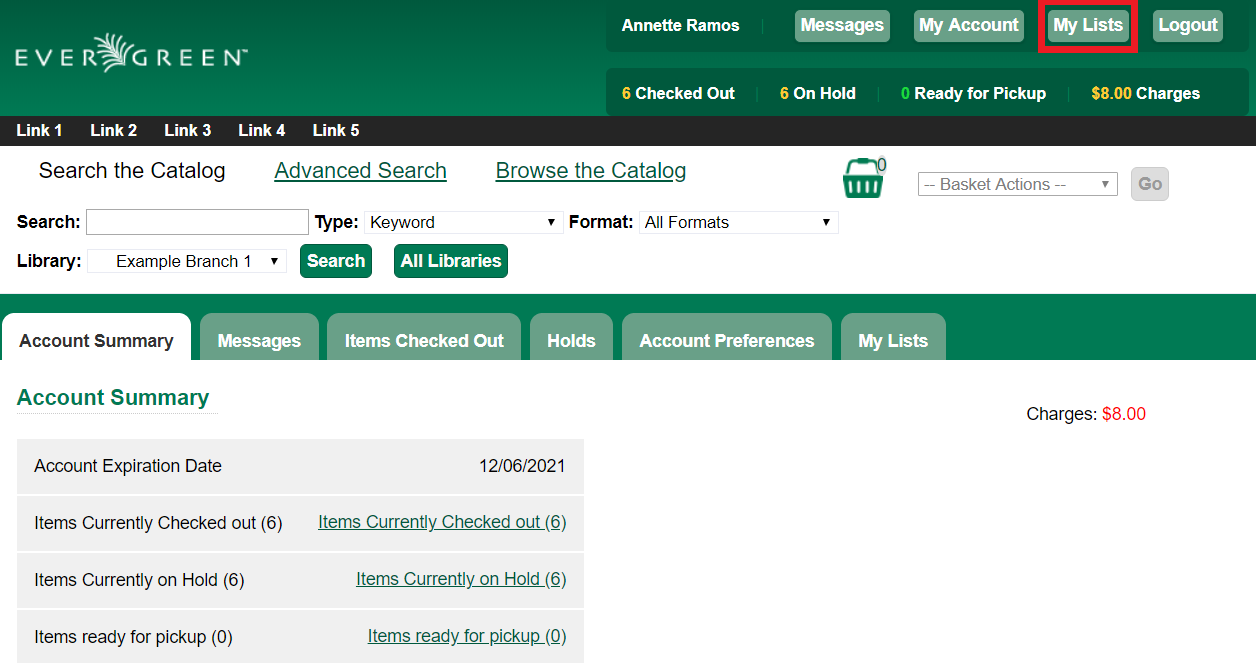 EVERGREEN™
Annette Ramos Messages My Account My Lists Logout
6 Checked Out 6 On Hold 0 Ready for Pickup $8.00 Charges
Link 1 Link 2 Link 3 Link 4 Link 5
Search the Catalog Advanced Search Browse the Catalog 0 -- Basket Actions -- Go
Search: Type: Keyword Format: All Formats
Library: Example Branch 1 Search All Libraries
Account Summary Messages Items Checked Out Holds Account Preferences My Lists
Account Summary
Charges: $8.00
Account Expiration Date 12/06/2021
Items Currently Checked out (6) Items Currently Checked out (6)
Items Currently on Hold (6) Items Currently on Hold (6)
Items ready for pickup (0) Items ready for pickup (0)